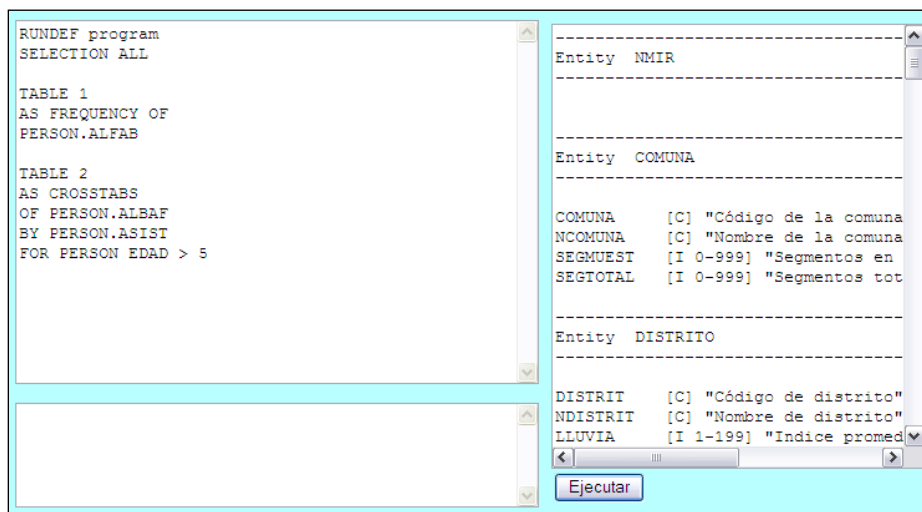 RUNDEF program
SELECTION ALL
TABLE 1
AS FREQUENCY OF
PERSON.ALFAB
TABLE 2
AS CROSSTABS
OF PERSON.ALBAF
BY PERSON.ASIST
FOR PERSON EDAD > 5
--------------------------------------
Entity NMIR
--------------------------------------
--------------------------------------
Entity COMUNA
--------------------------------------
COMUNA [C] "Código de la comuna
NCOMUNA [C] "Nombre de la comuna
SEGMUEST [I 0-999] "Segmentos en
SEGTOTAL [I 0-999] "Segmentos tot
--------------------------------------
Entity DISTRITO
--------------------------------------
DISTRIT [C] "Código de distrito"
NDISTRIT [C] "Nombre de distrito"
LLUVIA [I 1-199] "Indice promed
Ejecutar